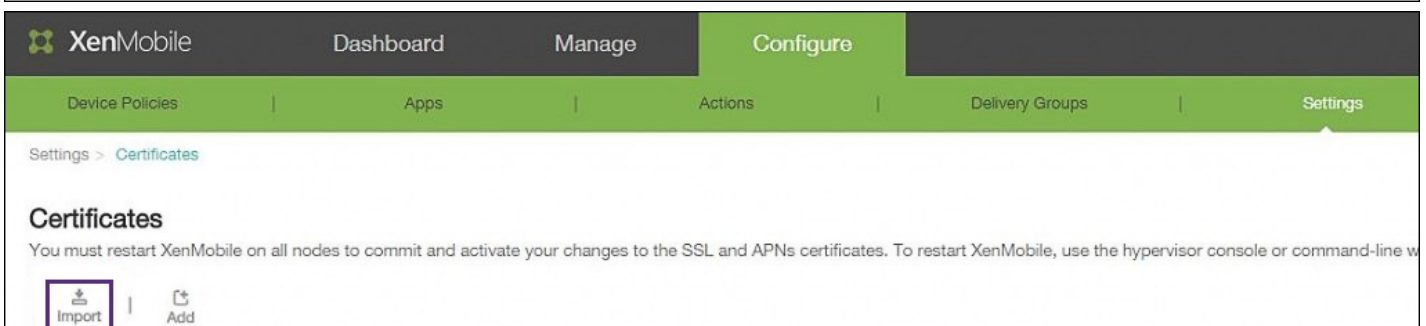 XenMobile Dashboard Manage Configure
Device Policies | Apps | Actions | Delivery Groups | Settings
Settings > Certificates
Certificates
You must restart XenMobile on all nodes to commit and activate your changes to the SSL and APNs certificates. To restart XenMobile, use the hypervisor console or command-line w
Import | Add